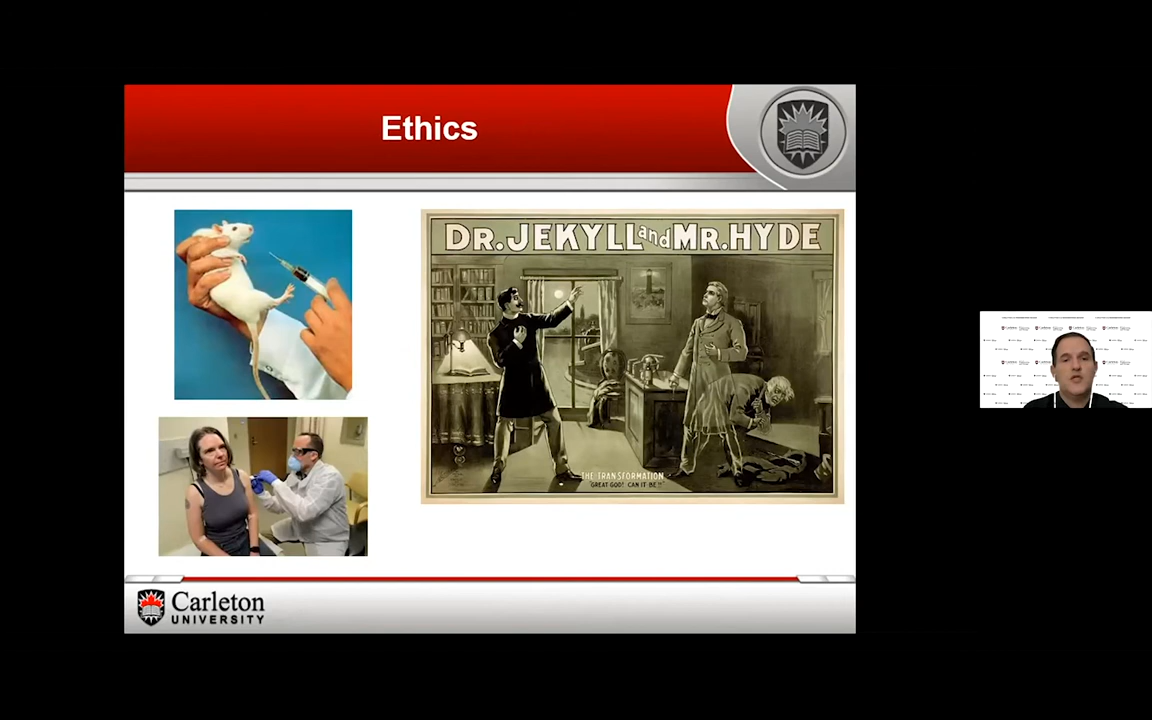 Ethics
DR. JEKYLL and MR. HYDE
THE TRANSFORMATION
"GREAT GOD! CAN IT BE!!"
Carleton
UNIVERSITY